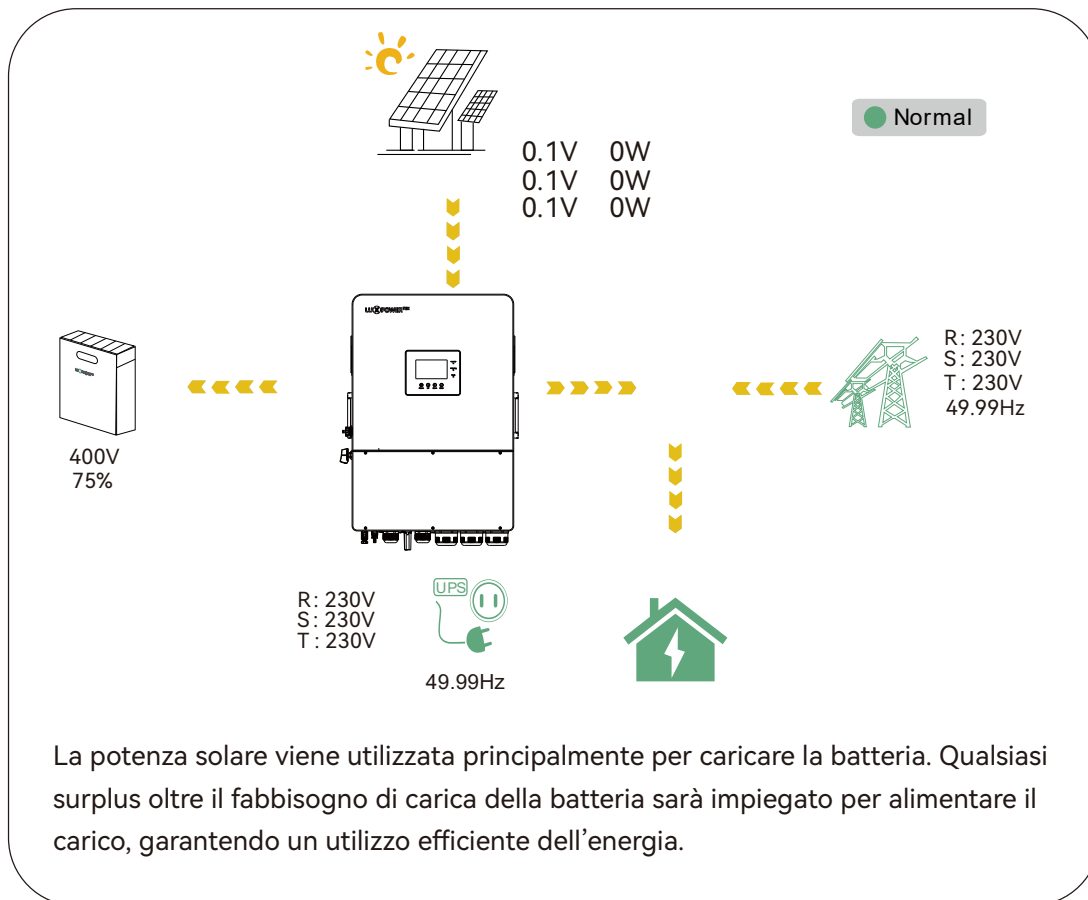 Normal
0.1V 0W
0.1V 0W
0.1V 0W
LUXPOWER
R: 230V
S: 230V
T: 230V
49.99Hz
400V
75%
R: 230V
S: 230V
T: 230V
UPS
49.99Hz
La potenza solare viene utilizzata principalmente per caricare la batteria. Qualsiasi
surplus oltre il fabbisogno di carica della batteria sarà impiegato per alimentare il
carico, garantendo un utilizzo efficiente dell’energia.